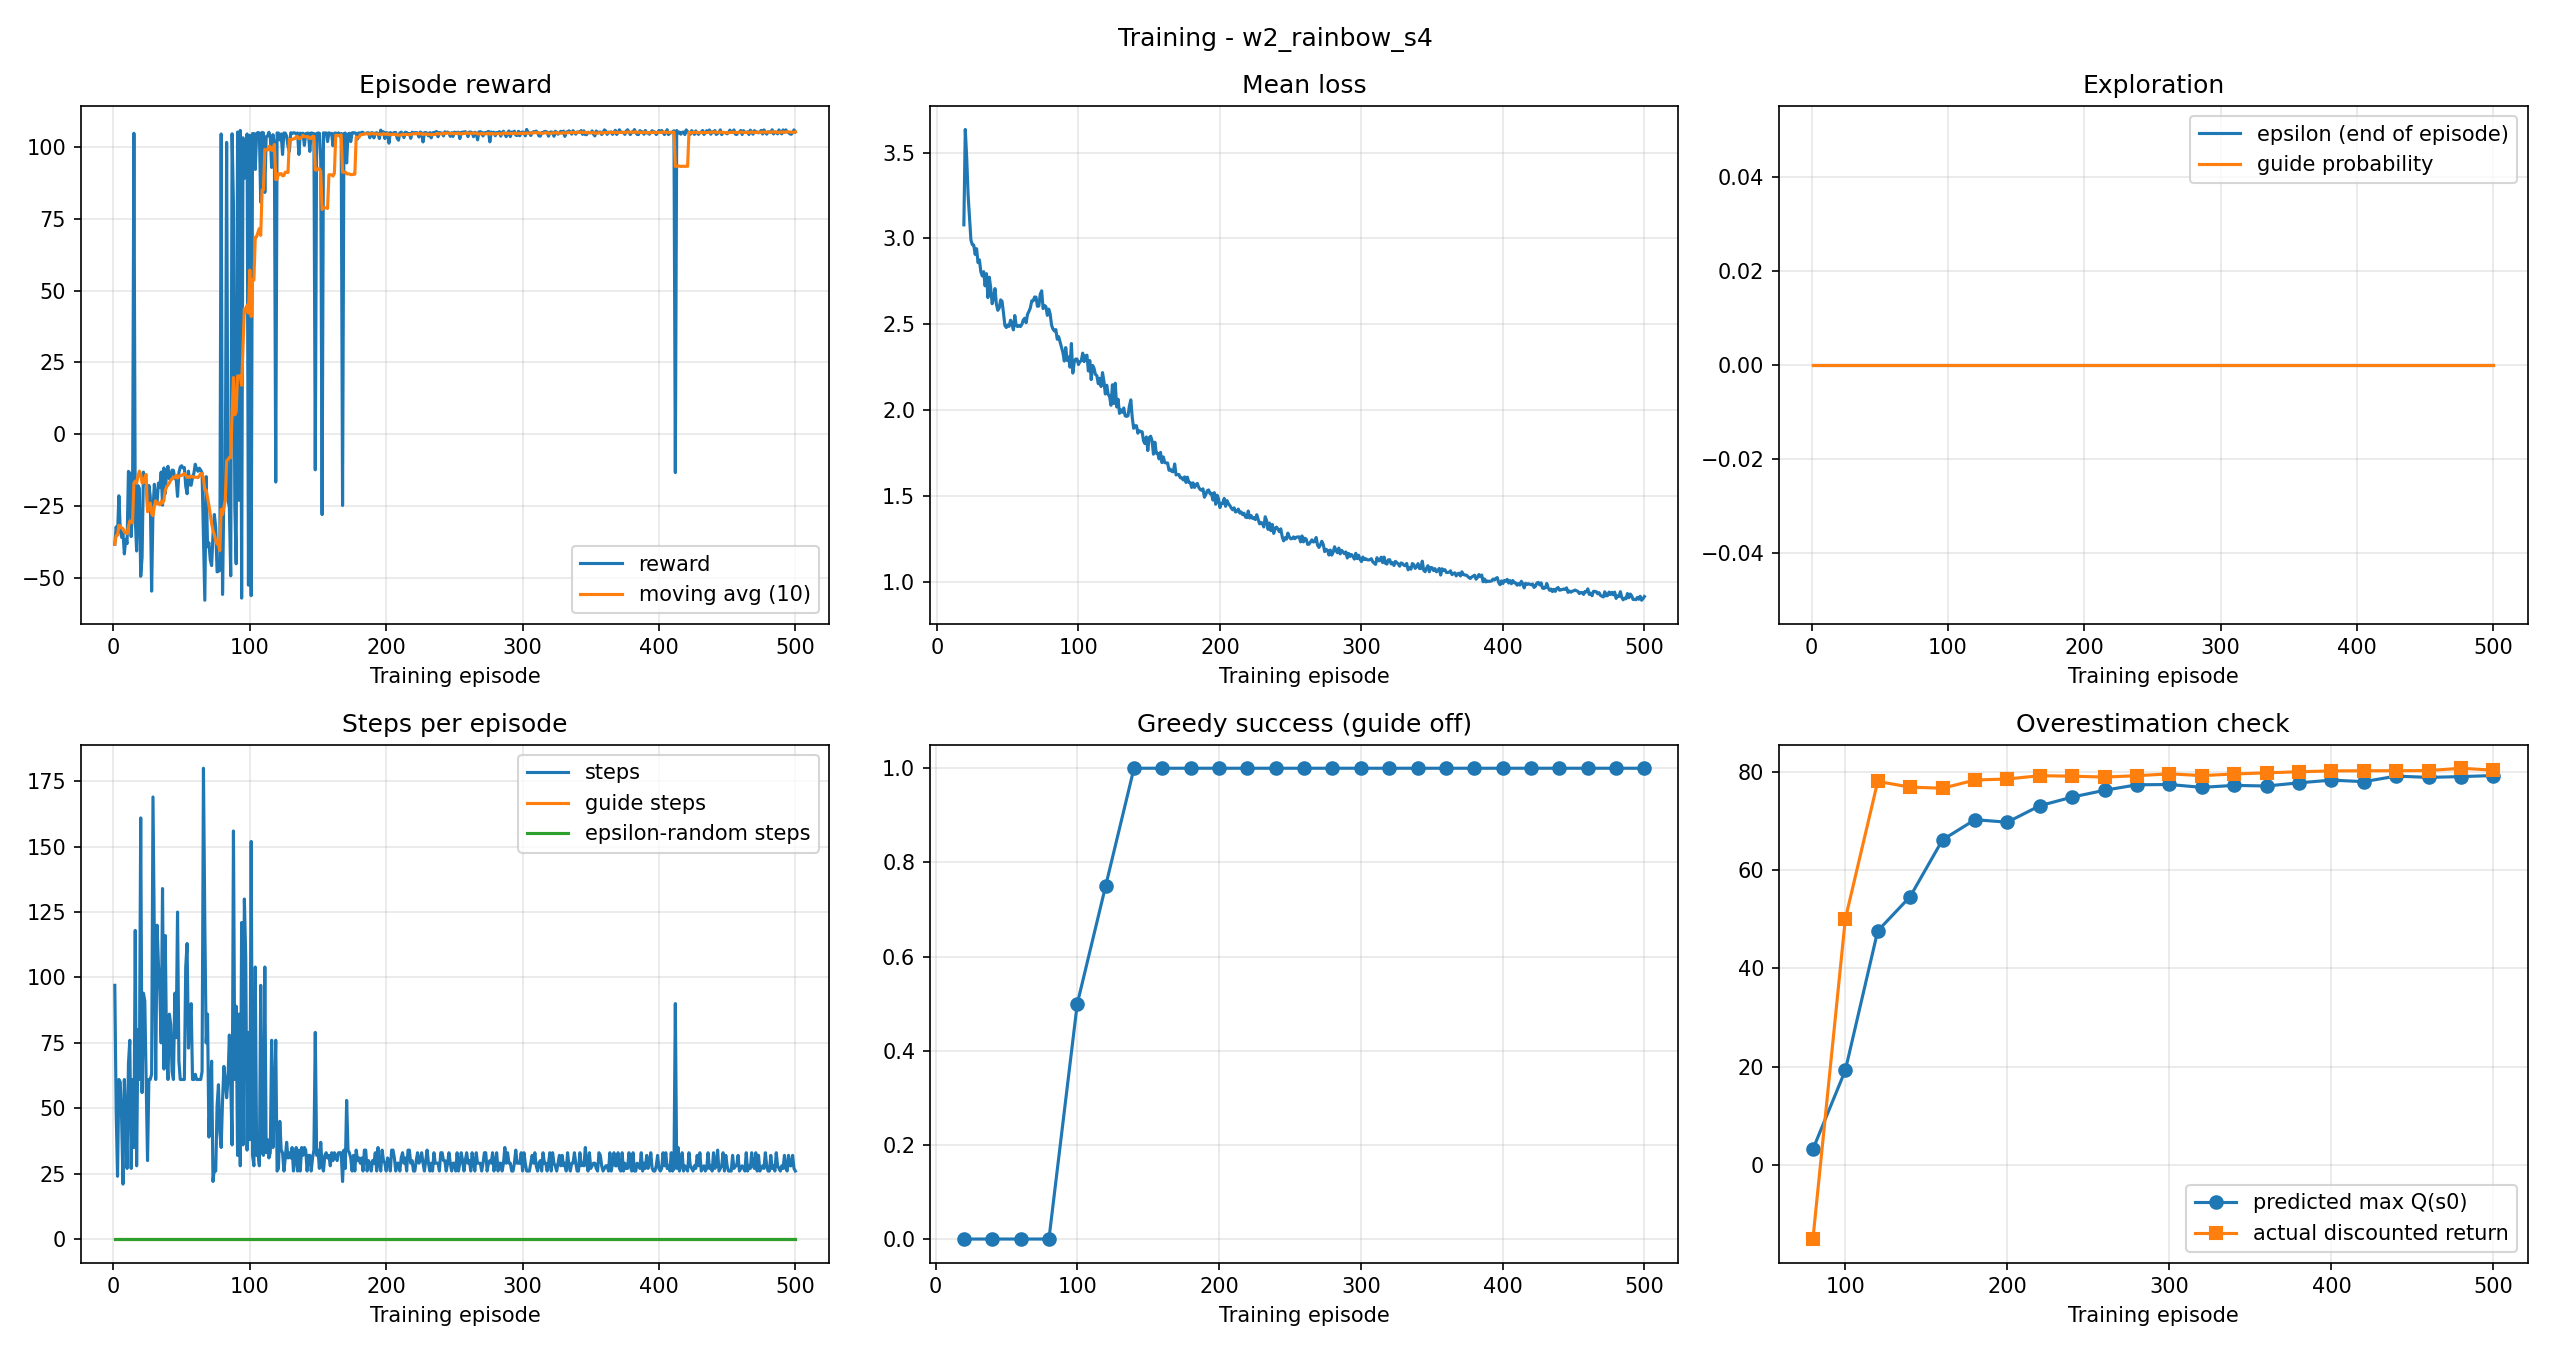 Training - w2_rainbow_s4
Episode reward
100
75
50
25
0
−25
−50
0 100 200 300 400 500
Training episode
reward
moving avg (10)
Mean loss
3.5
3.0
2.5
2.0
1.5
1.0
0 100 200 300 400 500
Training episode
Exploration
0.04
0.02
0.00
−0.02
−0.04
0 100 200 300 400 500
Training episode
epsilon (end of episode)
guide probability
Steps per episode
175
150
125
100
75
50
25
0
0 100 200 300 400 500
Training episode
steps
guide steps
epsilon-random steps
Greedy success (guide off)
1.0
0.8
0.6
0.4
0.2
0.0
0 100 200 300 400 500
Training episode
Overestimation check
80
60
40
20
0
100 200 300 400 500
Training episode
predicted max Q(s0)
actual discounted return